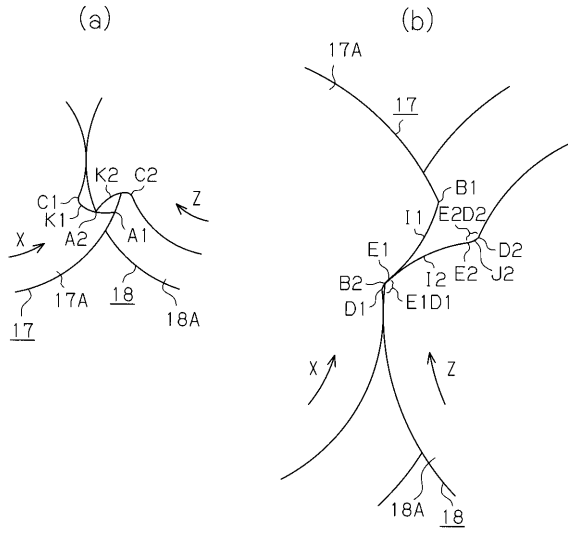 (a)
(b)
17A
17
K2
C2
C1
K1
A2
A1
Z
X
B1
I1
E2D2
E1
D2
E2
J2
I2
B2
D1
E1D1
17A
18
17
18A
X
Z
18A
18